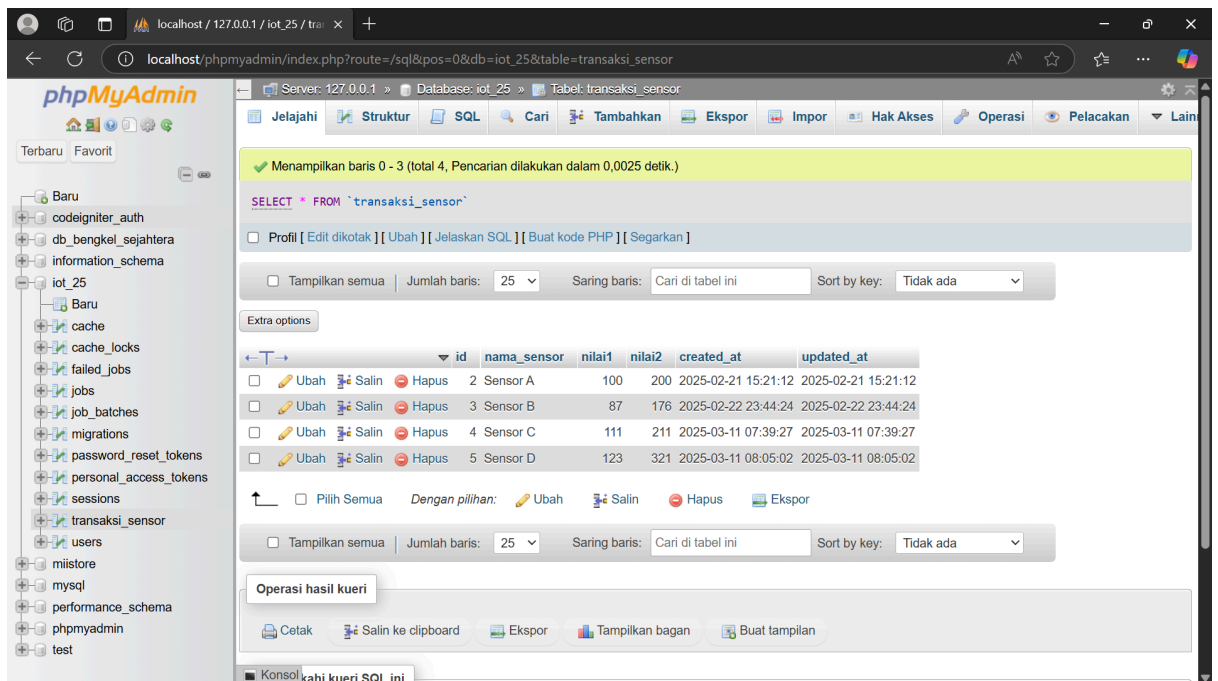 localhost / 127.0.0.1 / iot_25 / tra
localhost/phpmyadmin/index.php?route=/sql&pos=0&db=iot_25&table=transaksi_sensor
phpMyAdmin
Terbaru Favorit
Baru
codeigniter_auth
db_bengkel_sejahtera
information_schema
iot_25
Baru
cache
cache_locks
failed_jobs
jobs
job_batches
migrations
password_reset_tokens
personal_access_tokens
sessions
transaksi_sensor
users
miistore
mysql
performance_schema
phpmyadmin
test
Server: 127.0.0.1 » Database: iot_25 » Tabel: transaksi_sensor
Jelajahi Struktur SQL Cari Tambahkan Ekspor Impor Hak Akses Operasi Pelacakan Lain
Menampilkan baris 0 - 3 (total 4, Pencarian dilakukan dalam 0,0025 detik.)
SELECT * FROM `transaksi_sensor`
Profil [ Edit dikotak ] [ Ubah ] [ Jelaskan SQL ] [ Buat kode PHP ] [ Segarkan ]
Tampilkan semua | Jumlah baris: 25 Saring baris: Cari di tabel ini Sort by key: Tidak ada
Extra options
←T→ id nama_sensor nilai1 nilai2 created_at updated_at
Ubah Salin Hapus 2 Sensor A 100 200 2025-02-21 15:21:12 2025-02-21 15:21:12
Ubah Salin Hapus 3 Sensor B 87 176 2025-02-22 23:44:24 2025-02-22 23:44:24
Ubah Salin Hapus 4 Sensor C 111 211 2025-03-11 07:39:27 2025-03-11 07:39:27
Ubah Salin Hapus 5 Sensor D 123 321 2025-03-11 08:05:02 2025-03-11 08:05:02
Pilih Semua Dengan pilihan: Ubah Salin Hapus Ekspor
Tampilkan semua | Jumlah baris: 25 Saring baris: Cari di tabel ini Sort by key: Tidak ada
Operasi hasil kueri
Cetak Salin ke clipboard Ekspor Tampilkan bagan Buat tampilan
Konsol kahi kueri SQL ini